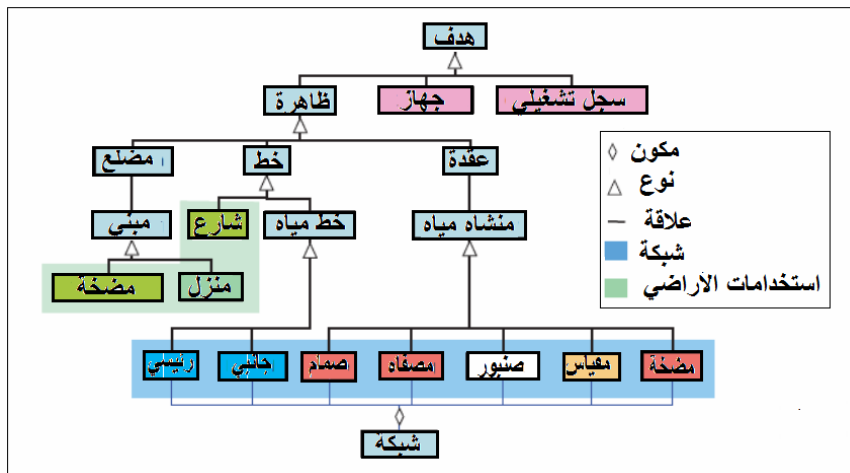 هدف
سجل تشغيلي
جهاز
ظاهرة
عقدة
خط
مضلع
منشاه مياه
خط مياه
شارع
مبنى
منزل
مضخة
مضخة
مقياس
صنبور
مصفاه
صمام
جانبي
رئيسي
شبكة
مكون
نوع
علاقة
شبكة
استخدامات الاراضي